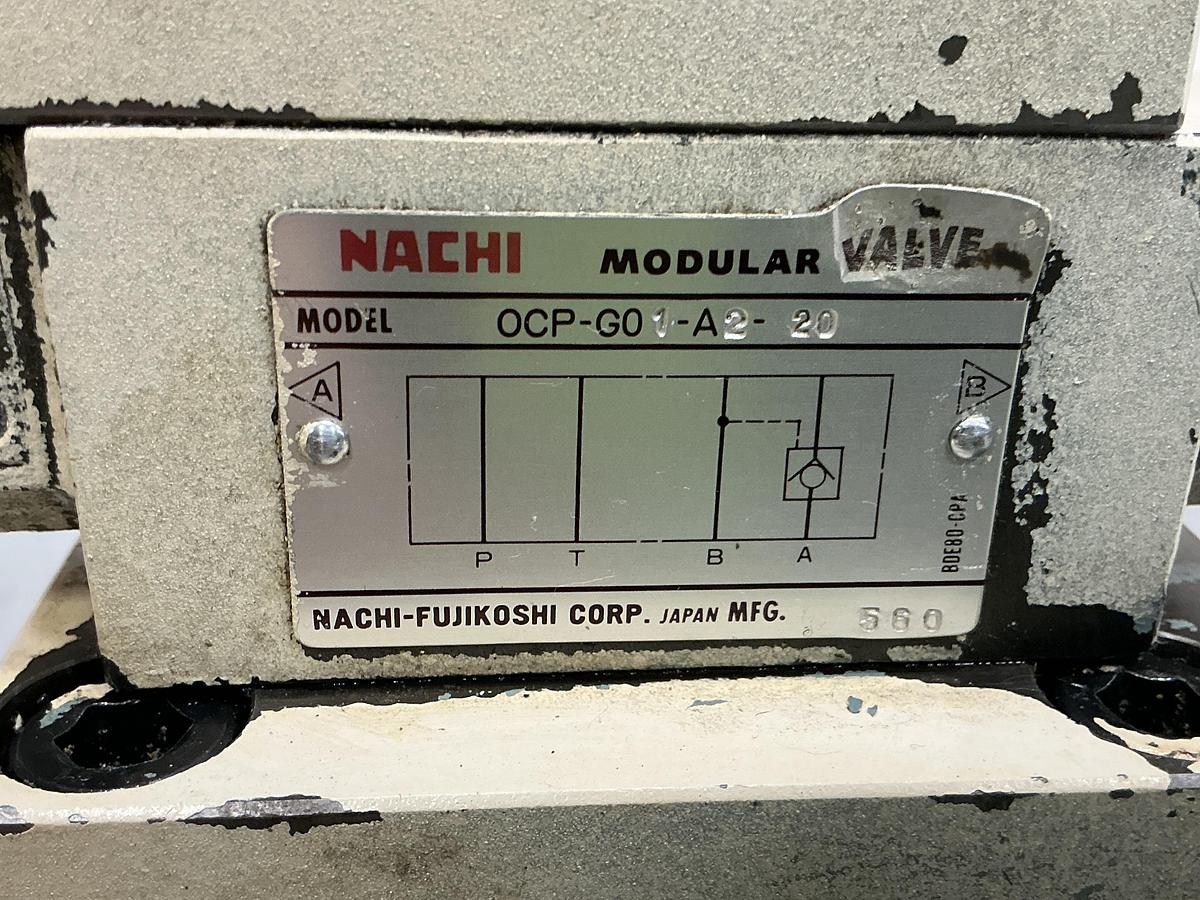 NACHI MODULAR VALVE
MODEL OCP-G01-A2- 20
A
B
P T B A
BDE80-CPA
NACHI-FUJIKOSHI CORP. JAPAN MFG. 560